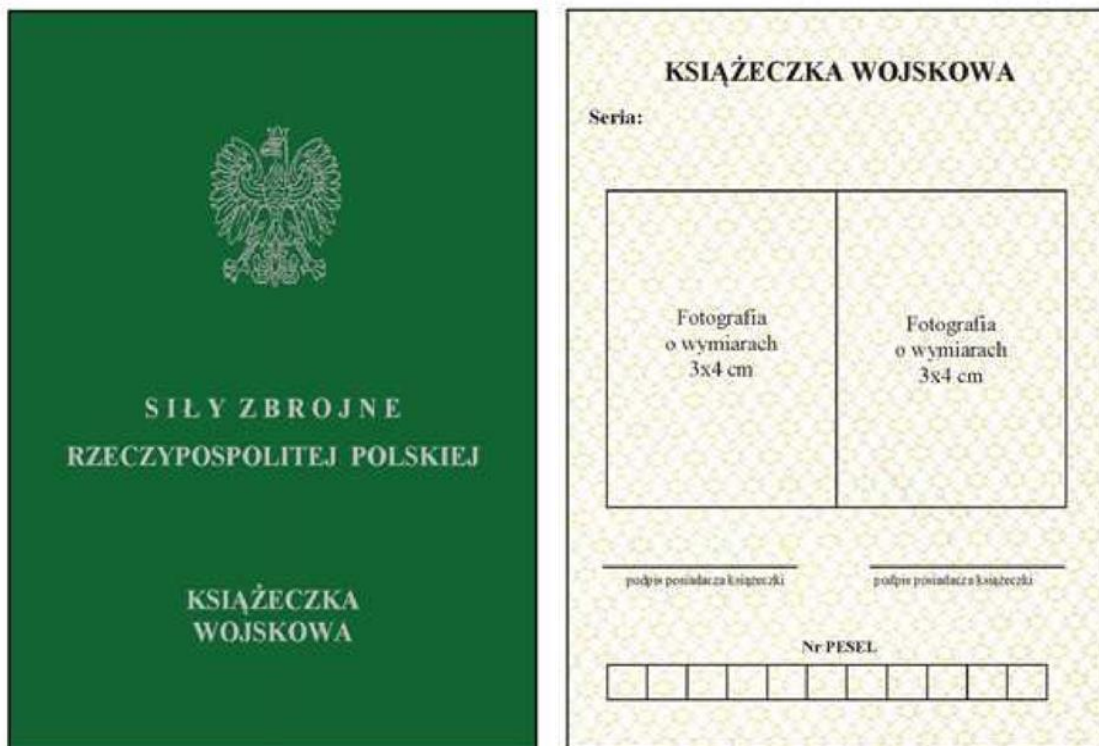 SIŁY ZBROJNE
RZECZYPOSPOLITEJ POLSKIEJ
KSIĄŻECZKA
WOJSKOWA
KSIĄŻECZKA WOJSKOWA
Seria:
Fotografia
o wymiarach
3x4 cm
Fotografia
o wymiarach
3x4 cm
podpis posiadacza książeczki
podpis posiadacza książeczki
Nr PESEL